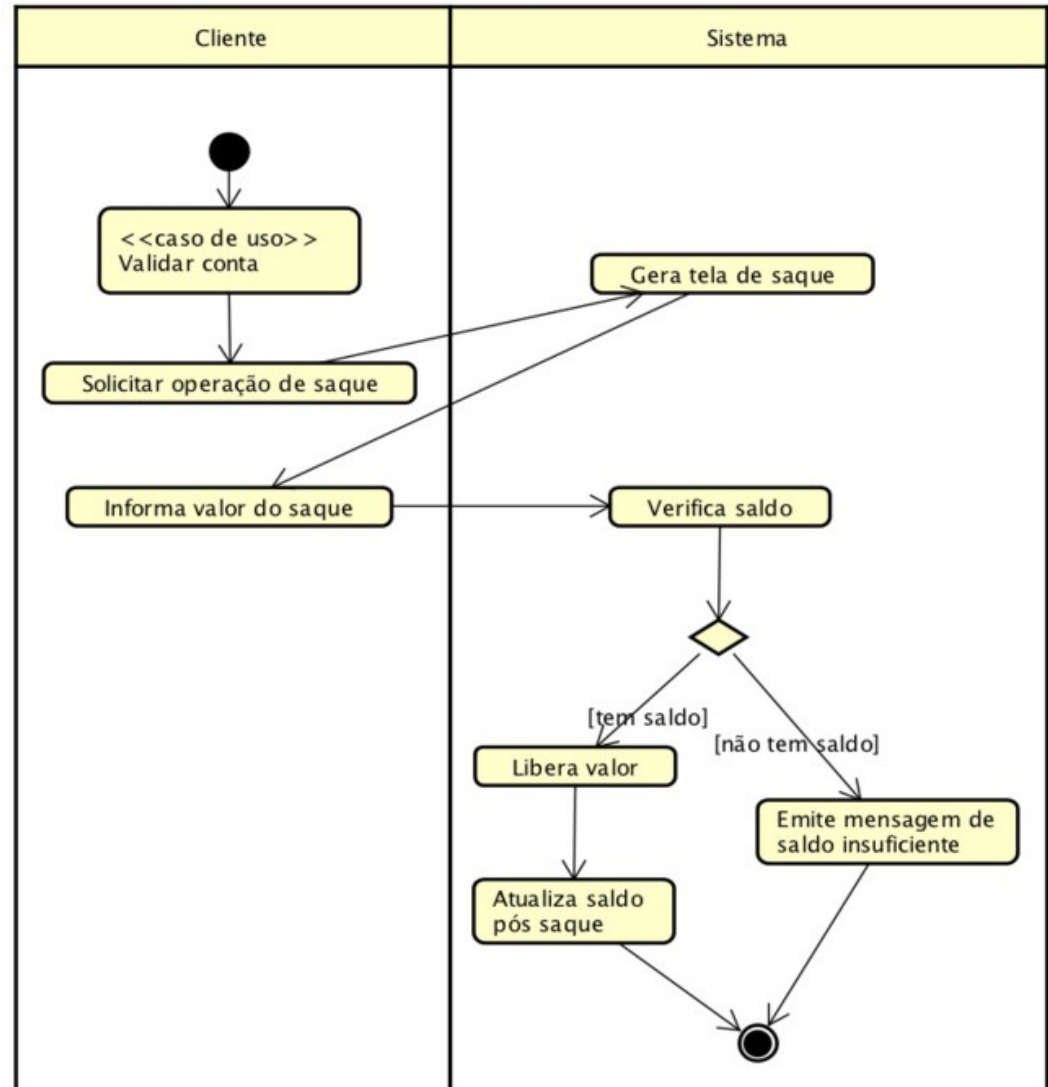 Cliente
Sistema
<<caso de uso>>
Validar conta
Gera tela de saque
Solicitar operação de saque
Informa valor do saque
Verifica saldo
[tem saldo]
[não tem saldo]
Libera valor
Emite mensagem de
saldo insuficiente
Atualiza saldo
pós saque